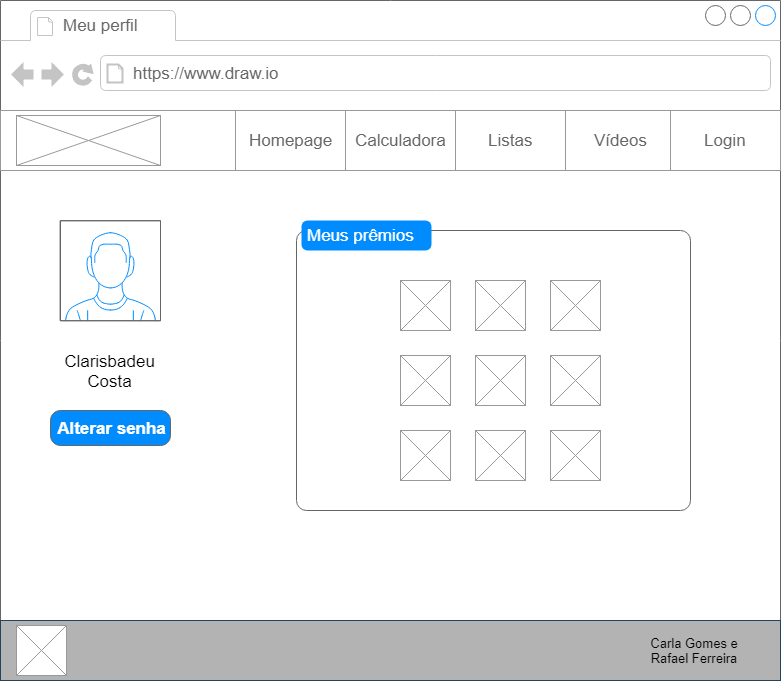 Meu perfil
https://www.draw.io
Homepage
Calculadora
Listas
Vídeos
Login
Meus prêmios
Clarisbadeu
Costa
Alterar senha
Carla Gomes e
Rafael Ferreira